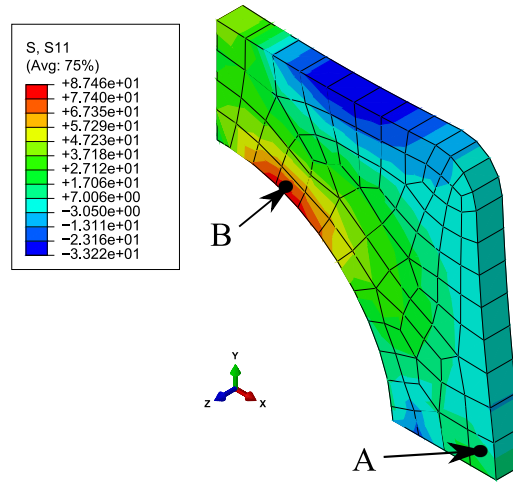 S, S11
(Avg: 75%)
+8.746e+01
+7.740e+01
+6.735e+01
+5.729e+01
+4.723e+01
+3.718e+01
+2.712e+01
+1.706e+01
+7.006e+00
−3.050e+00
−1.311e+01
−2.316e+01
−3.322e+01
B
Y
Z
X
A